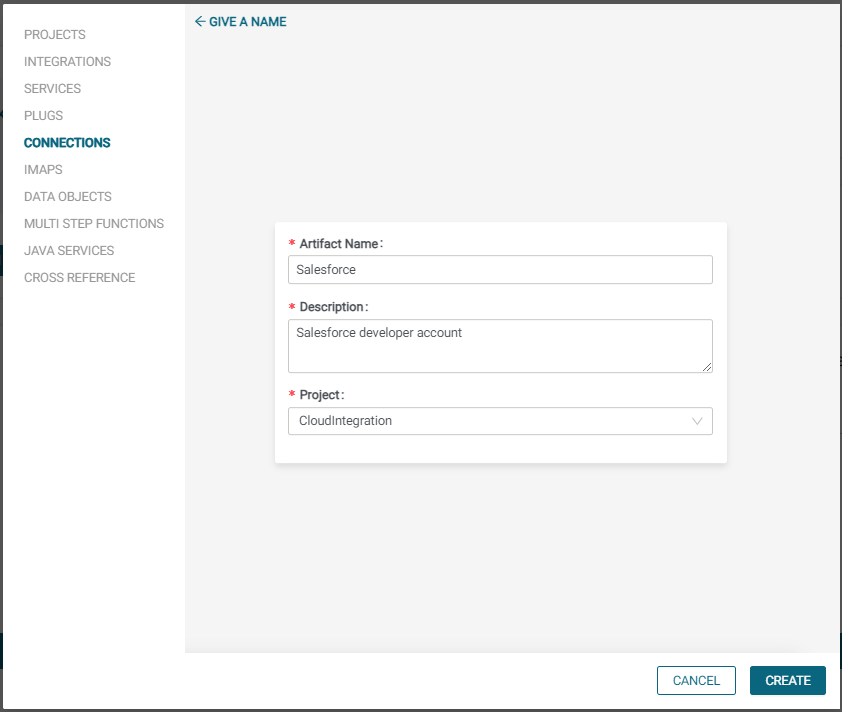 PROJECTS
INTEGRATIONS
SERVICES
PLUGS
CONNECTIONS
IMAPS
DATA OBJECTS
MULTI STEP FUNCTIONS
JAVA SERVICES
CROSS REFERENCE
← GIVE A NAME
* Artifact Name:
Salesforce
* Description:
Salesforce developer account
* Project:
CloudIntegration
CANCEL
CREATE